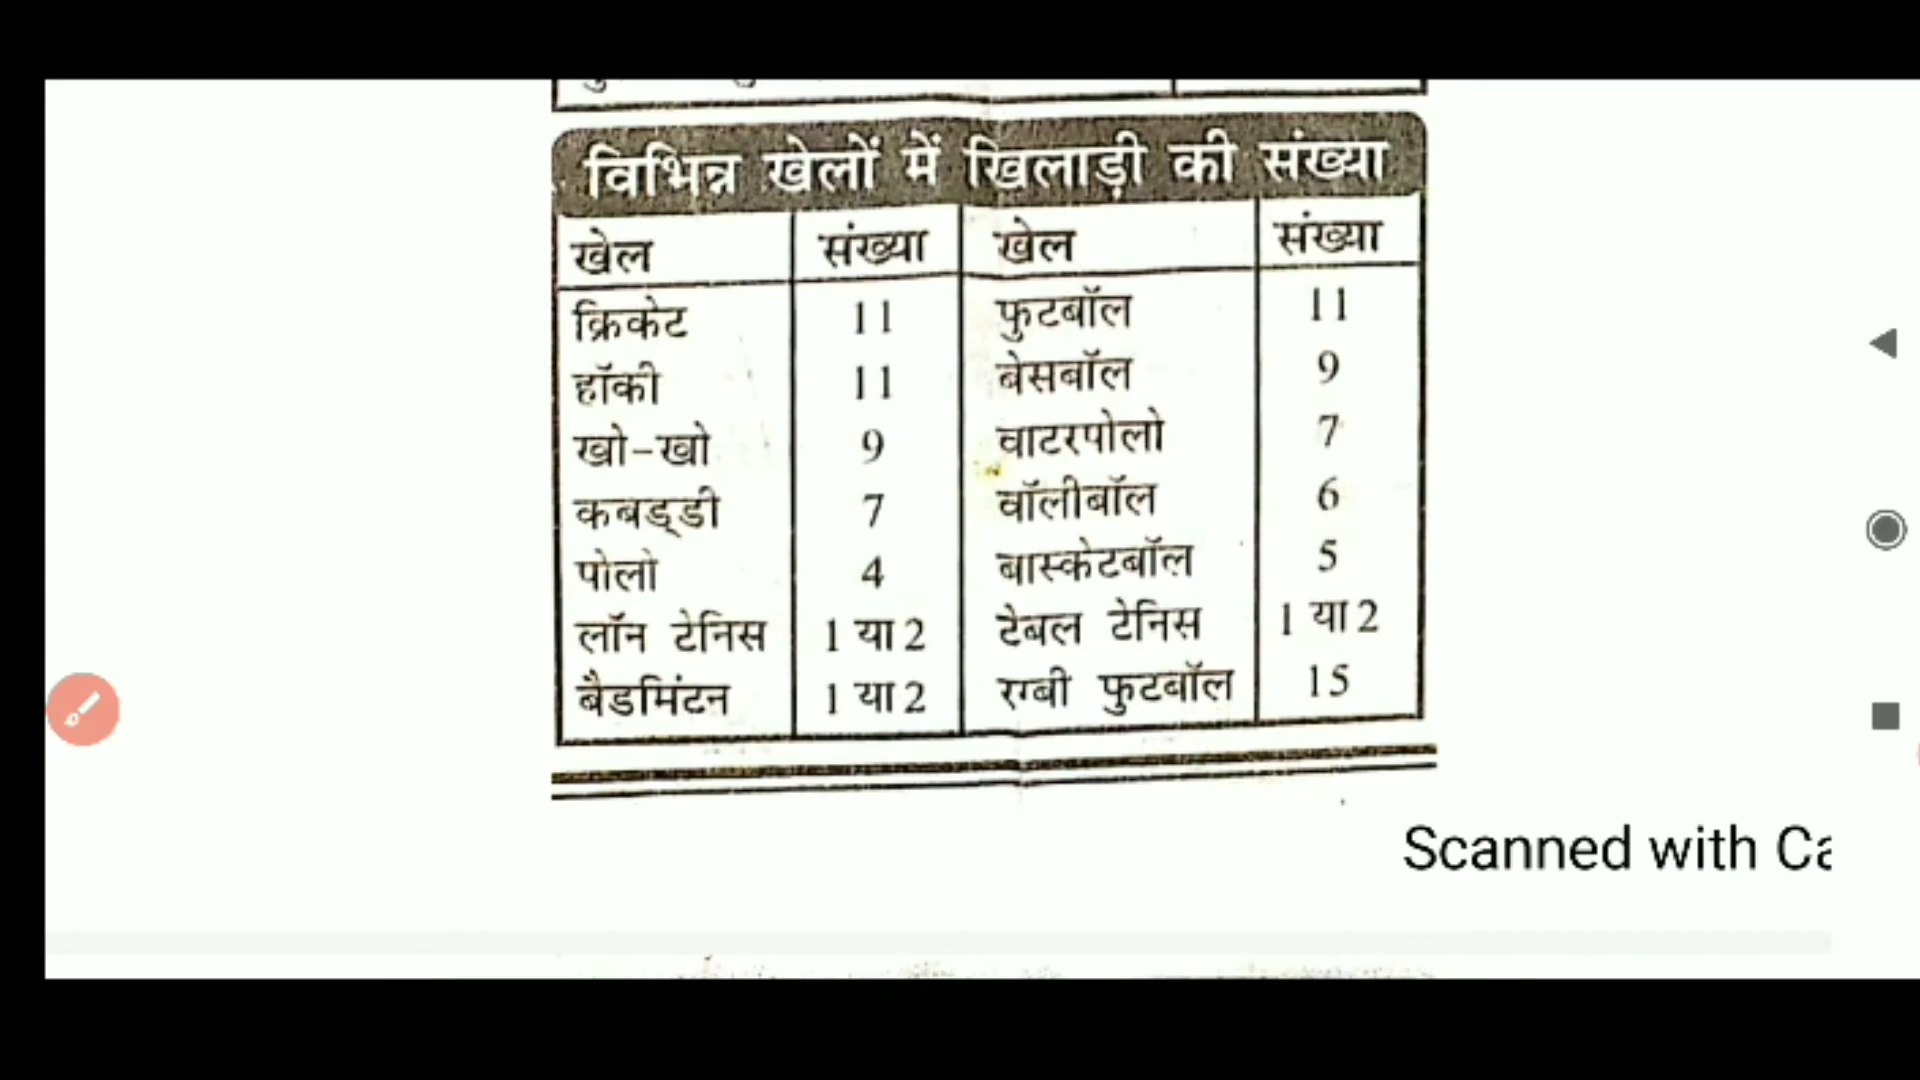 विभिन्न खेलों में खिलाड़ी की संख्या
खेल संख्या खेल संख्या
क्रिकेट 11 फुटबॉल 11
हॉकी 11 बेसबॉल 9
खो-खो 9 वाटरपोलो 7
कबड्डी 7 वॉलीबॉल 6
पोलो 4 बास्केटबॉल 5
लॉन टेनिस 1 या 2 टेबल टेनिस 1 या 2
बैडमिंटन 1 या 2 रग्बी फुटबॉल 15
Scanned with Ca